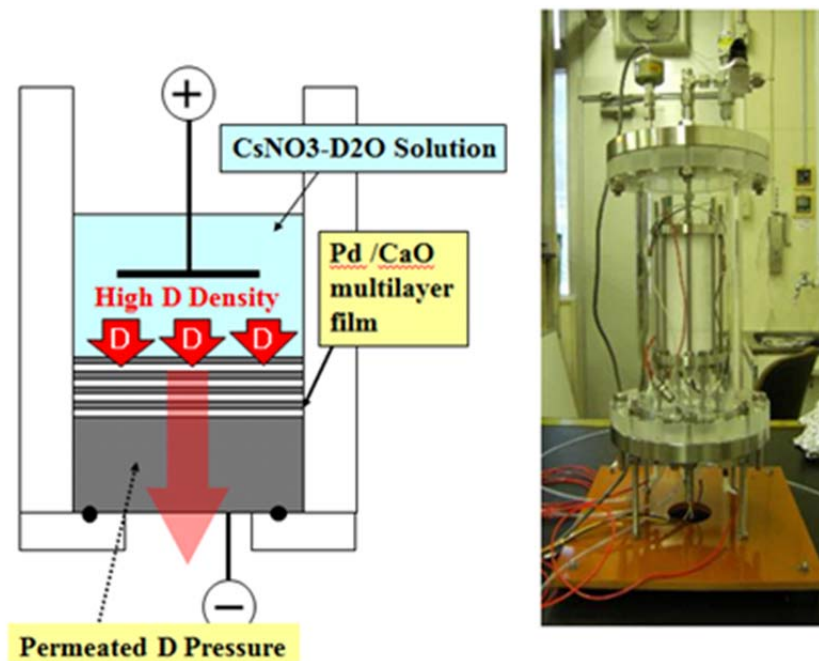 +
CsNO3-D2O Solution
Pd /CaO
multilayer
film
High D Density
D D D
−
Permeated D Pressure